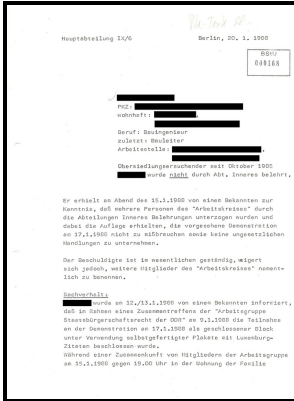 Hauptabteilung IX/6 Berlin, 20. 1. 1988
BStU
000168
PKZ:
wohnhaft:
Beruf: Bauingenieur
zuletzt: Bauleiter
Arbeitsstelle:
Übersiedlungsersuchender seit Oktober 1985
wurde nicht durch Abt. Inneres belehrt,
Er erhielt am Abend des 15.1.1988 von einem Bekannten zur
Kenntnis, daß mehrere Personen des "Arbeitskreises" durch
die Abteilungen Inneres Belehrungen unterzogen wurden und
dabei die Auflage erhielten, die vorgesehene Demonstration
am 17.1.1988 nicht zu mißbrauchen sowie keine ungesetzlichen
Handlungen zu unternehmen.
Der Beschuldigte ist im wesentlichen geständig, weigert
sich jedoch, weitere Mitglieder des "Arbeitskreises" nament-
lich zu benennen.
Sachverhalt:
wurde am 12./13.1.1988 von einem Bekannten informiert,
daß im Rahmen eines Zusammentreffens der "Arbeitsgruppe
Staatsbürgerschaftsrecht der DDR" am 9.1.1988 die Teilnahme
an der Demonstration am 17.1.1988 als geschlossener Block
unter Verwendung selbstgefertigter Plakate mit Luxemburg-
Zitaten beschlossen wurde.
Während einer Zusammenkunft von Mitgliedern der Arbeitsgruppe
am 15.1.1988 gegen 19.00 Uhr in der Wohnung der Familie